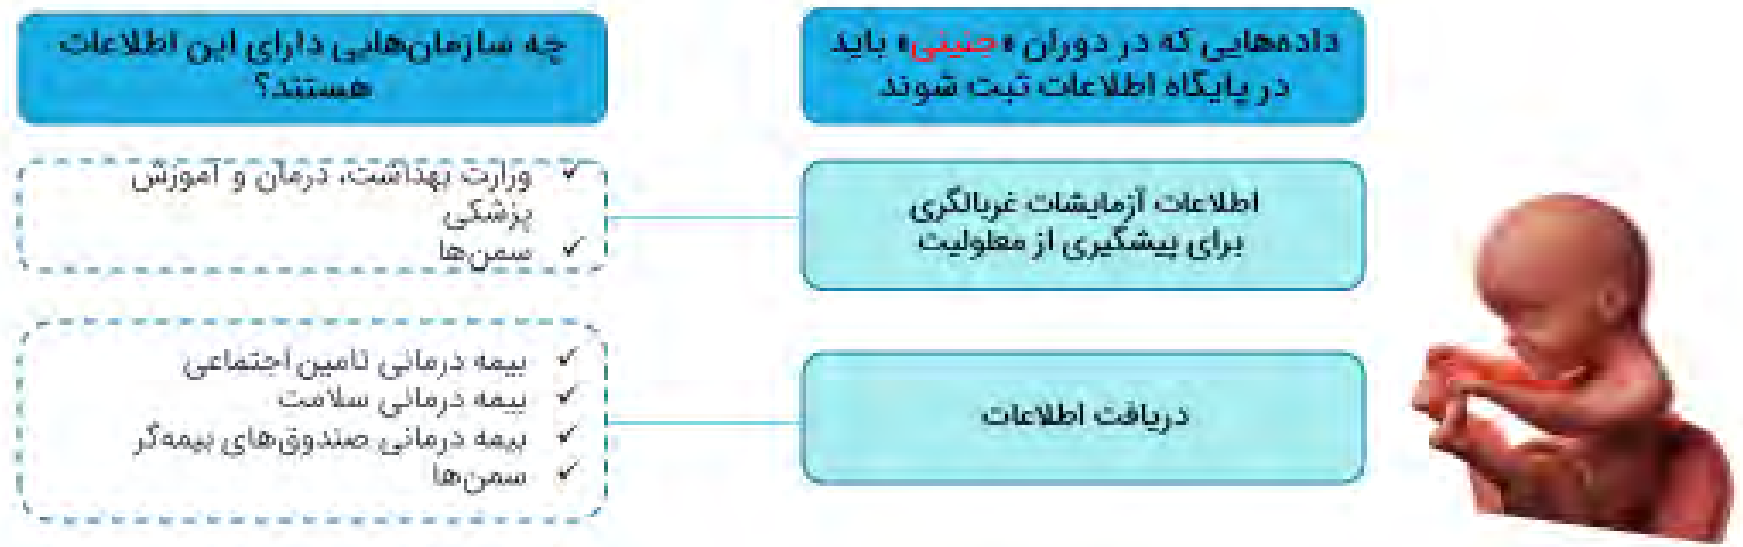 داده‌هایی که در دوران «جنینی» باید
در پایگاه اطلاعات ثبت شوند
چه سازمان‌هایی دارای این اطلاعات
هستند؟
اطلاعات آزمایشات غربالگری
برای پیشگیری از معلولیت
✓ وزارت بهداشت، درمان و آموزش
پزشکی
✓ سمن‌ها
دریافت اطلاعات
✓ بیمه درمانی تامین اجتماعی
✓ بیمه درمانی سلامت
✓ بیمه درمانی صندوق‌های بیمه‌گر
✓ سمن‌ها